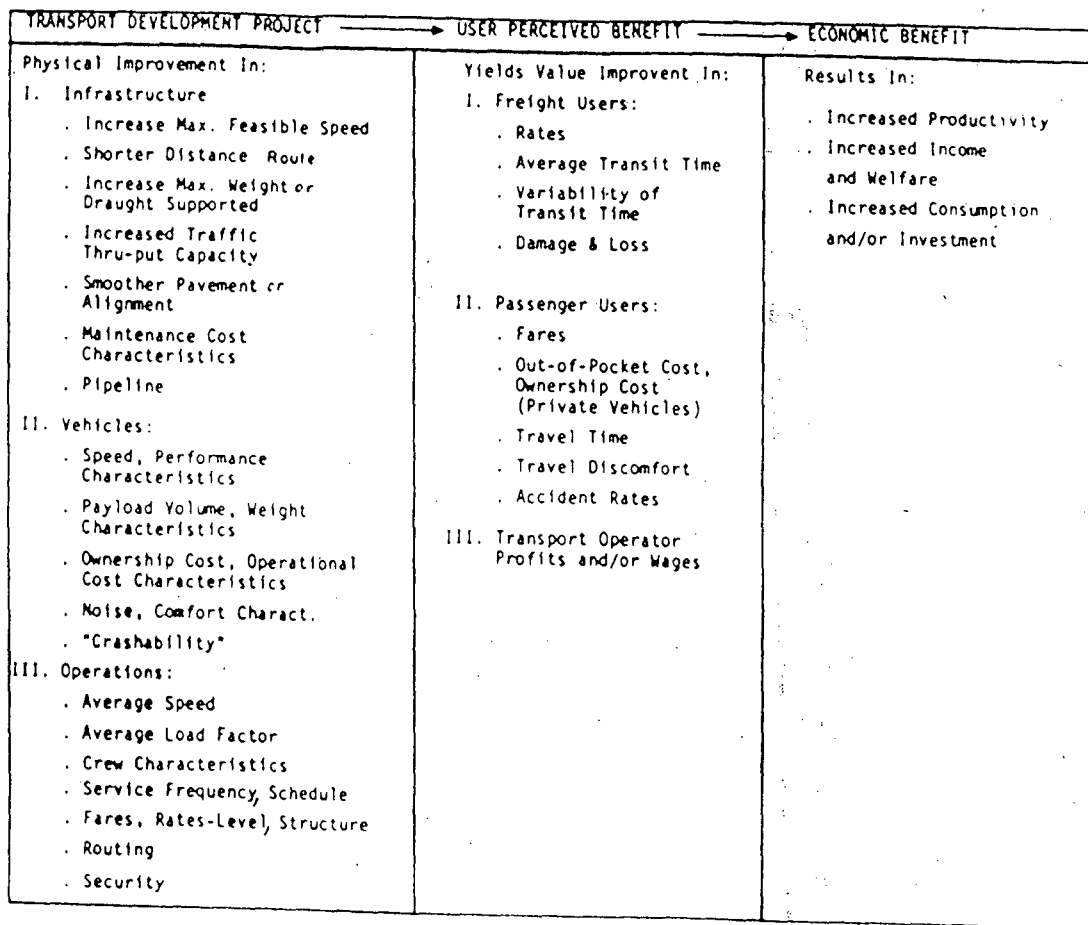 TRANSPORT DEVELOPMENT PROJECT → USER PERCEIVED BENEFIT → ECONOMIC BENEFIT
Physical Improvement In:
I. Infrastructure
. Increase Max. Feasible Speed
. Shorter Distance Route
. Increase Max. Weight or
Draught Supported
. Increased Traffic
Thru-put Capacity
. Smoother Pavement or
Alignment
. Maintenance Cost
Characteristics
. Pipeline
II. Vehicles:
. Speed, Performance
Characteristics
. Payload Volume, Weight
Characteristics
. Ownership Cost, Operational
Cost Characteristics
. Noise, Comfort Charact.
. "Crashability"
III. Operations:
. Average Speed
. Average Load Factor
. Crew Characteristics
. Service Frequency, Schedule
. Fares, Rates-Level, Structure
. Routing
. Security
Yields Value Improvent In:
I. Freight Users:
. Rates
. Average Transit Time
. Variability of
Transit Time
. Damage & Loss
II. Passenger Users:
. Fares
. Out-of-Pocket Cost,
Ownership Cost
(Private Vehicles)
. Travel Time
. Travel Discomfort
. Accident Rates
III. Transport Operator
Profits and/or Wages
Results In:
. Increased Productivity
. Increased Income
and Welfare
. Increased Consumption
and/or Investment